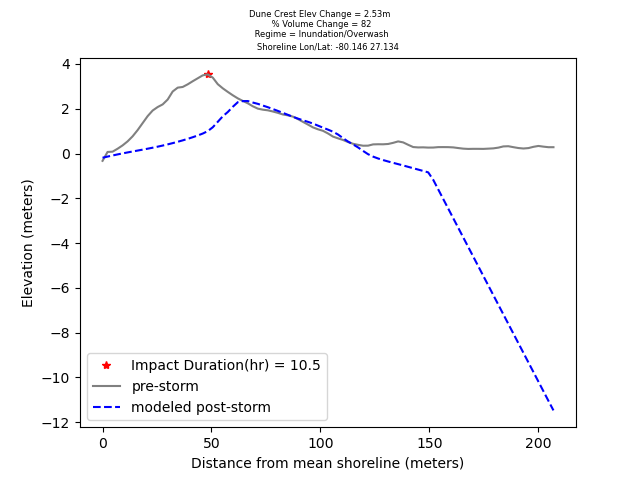 Dune Crest Elev Change = 2.53m
% Volume Change = 82
Regime = Inundation/Overwash
Shoreline Lon/Lat: -80.146 27.134
4
2
0
−2
−4
−6
−8
−10
−12
Elevation (meters)
Impact Duration(hr) = 10.5
pre-storm
modeled post-storm
0 50 100 150 200
Distance from mean shoreline (meters)